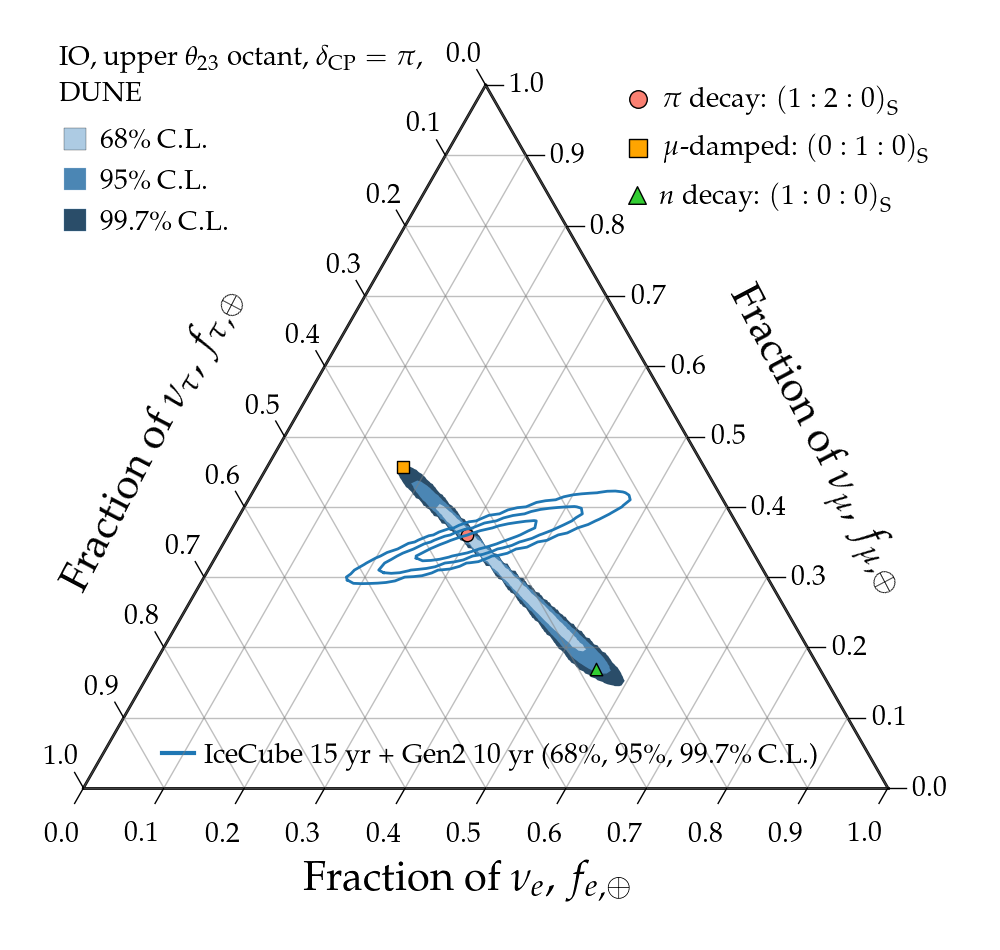 IO, upper θ23 octant, δCP = π,
DUNE
68% C.L.
95% C.L.
99.7% C.L.
π decay: (1 : 2 : 0)S
μ-damped: (0 : 1 : 0)S
n decay: (1 : 0 : 0)S
Fraction of ντ, fτ,⊕
0.0
0.1
0.2
0.3
0.4
0.5
0.6
0.7
0.8
0.9
1.0
Fraction of νμ, fμ,⊕
1.0
0.9
0.8
0.7
0.6
0.5
0.4
0.3
0.2
0.1
0.0
IceCube 15 yr + Gen2 10 yr (68%, 95%, 99.7% C.L.)
0.0 0.1 0.2 0.3 0.4 0.5 0.6 0.7 0.8 0.9 1.0
Fraction of νe, fe,⊕